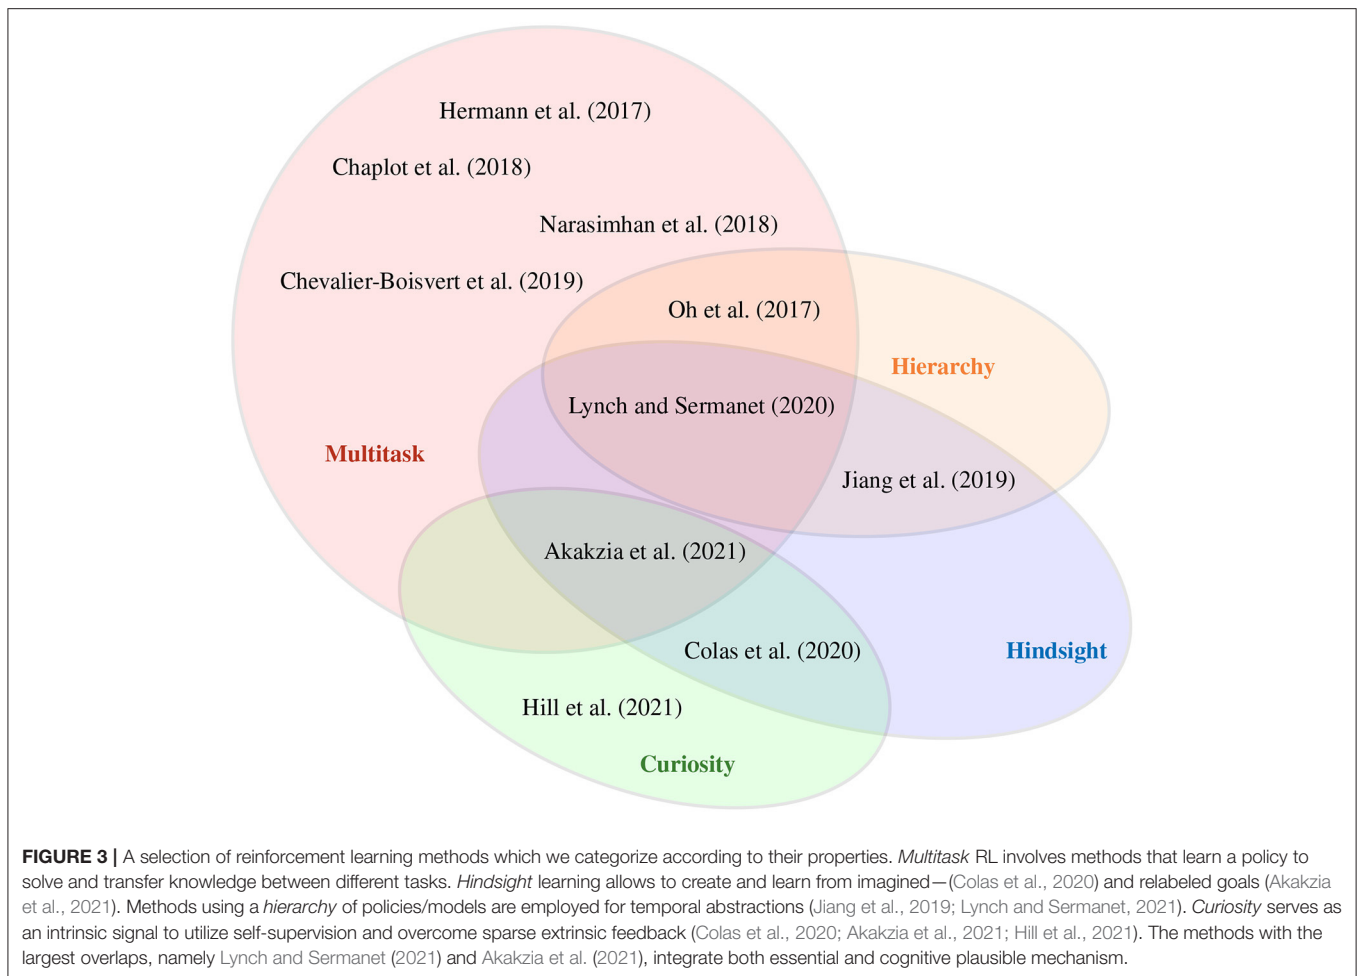 Hermann et al. (2017)
Chaplot et al. (2018)
Narasimhan et al. (2018)
Chevalier-Boisvert et al. (2019)
Oh et al. (2017)
Hierarchy
Lynch and Sermanet (2020)
Multitask
Jiang et al. (2019)
Akakzia et al. (2021)
Colas et al. (2020)
Hindsight
Hill et al. (2021)
Curiosity
FIGURE 3 | A selection of reinforcement learning methods which we categorize according to their properties. Multitask RL involves methods that learn a policy to
solve and transfer knowledge between different tasks. Hindsight learning allows to create and learn from imagined—(Colas et al., 2020) and relabeled goals (Akakzia
et al., 2021). Methods using a hierarchy of policies/models are employed for temporal abstractions (Jiang et al., 2019; Lynch and Sermanet, 2021). Curiosity serves as
an intrinsic signal to utilize self-supervision and overcome sparse extrinsic feedback (Colas et al., 2020; Akakzia et al., 2021; Hill et al., 2021). The methods with the
largest overlaps, namely Lynch and Sermanet (2021) and Akakzia et al. (2021), integrate both essential and cognitive plausible mechanism.